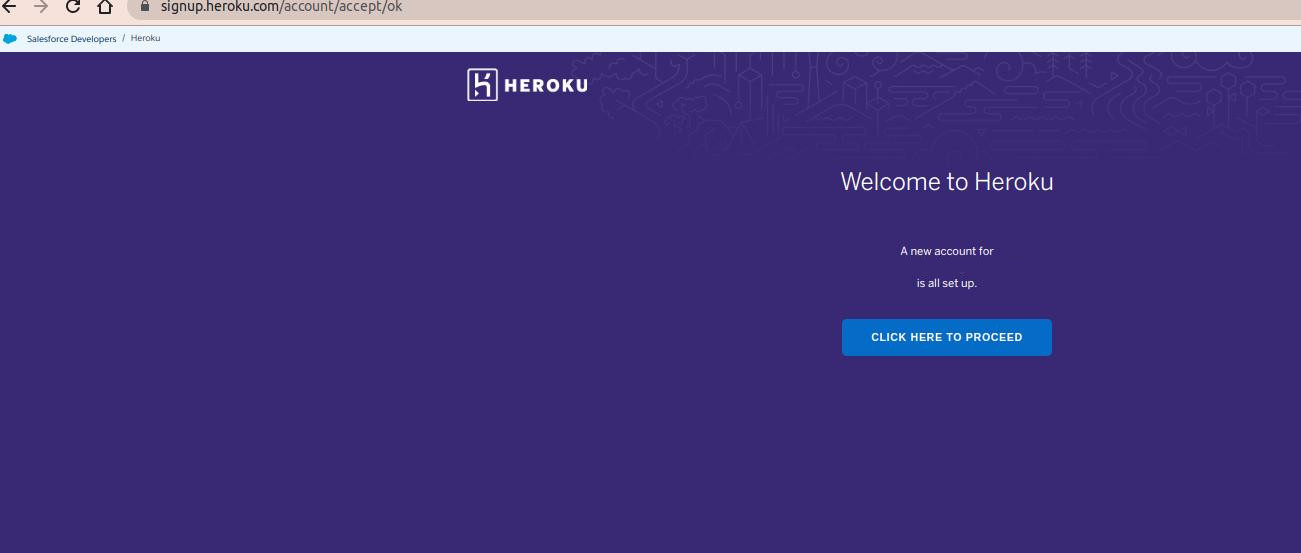 signup.heroku.com/account/accept/ok
Salesforce Developers / Heroku
HEROKU
Welcome to Heroku
A new account for
is all set up.
CLICK HERE TO PROCEED